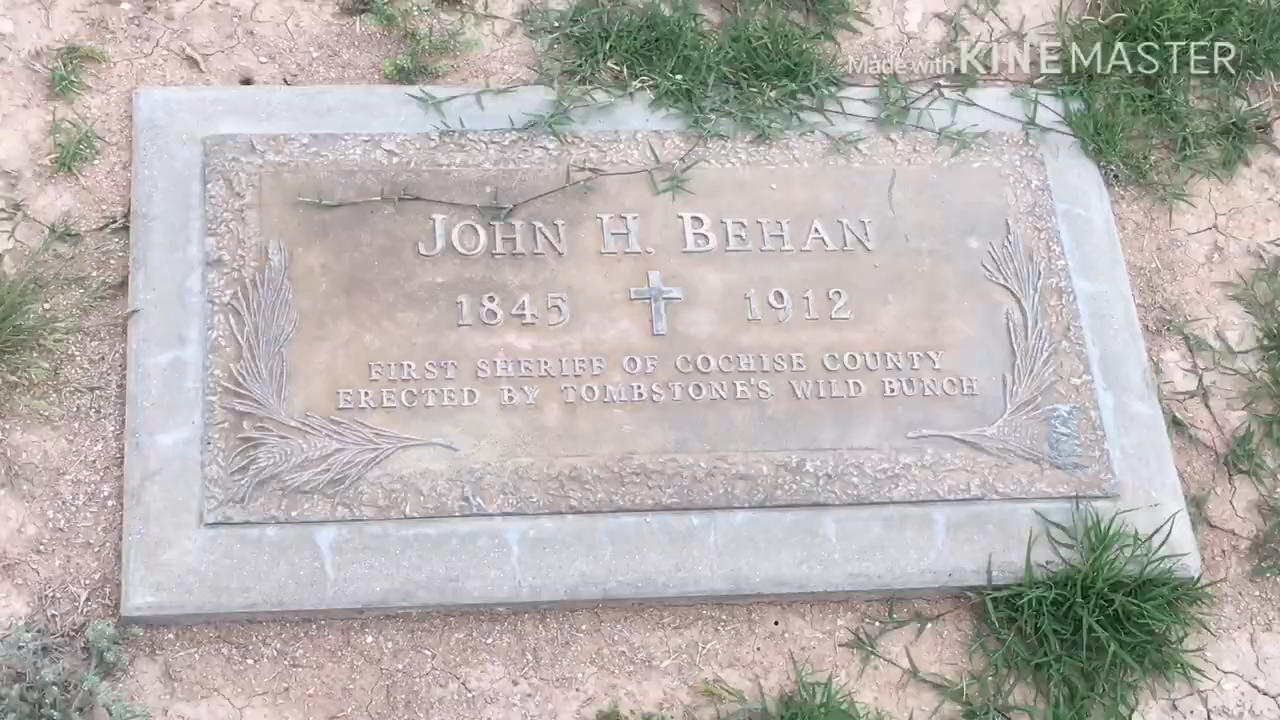 Made with KINEMASTER
JOHN H. BEHAN
1845 1912
FIRST SHERIFF OF COCHISE COUNTY
ERECTED BY TOMBSTONE'S WILD BUNCH